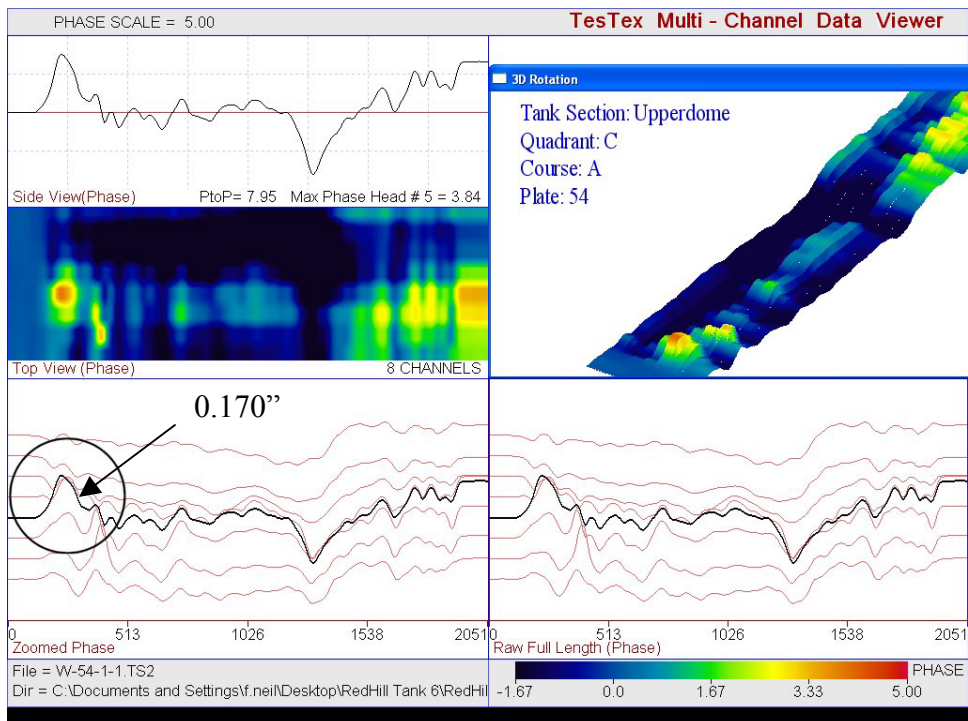 PHASE SCALE = 5.00
TesTex Multi - Channel Data Viewer
3D Rotation
Tank Section: Upperdome
Quadrant: C
Course: A
Plate: 54
Side View(Phase) PtoP= 7.95 Max Phase Head # 5 = 3.84
Top View (Phase) 8 CHANNELS
0.170”
0 513 1026 1538 2051
Zoomed Phase
0 513 1026 1538 2051
Raw Full Length (Phase)
File = W-54-1-1.TS2
Dir = C:\Documents and Settings\f.neil\Desktop\RedHill Tank 6\RedHil
PHASE
-1.67 0.0 1.67 3.33 5.00